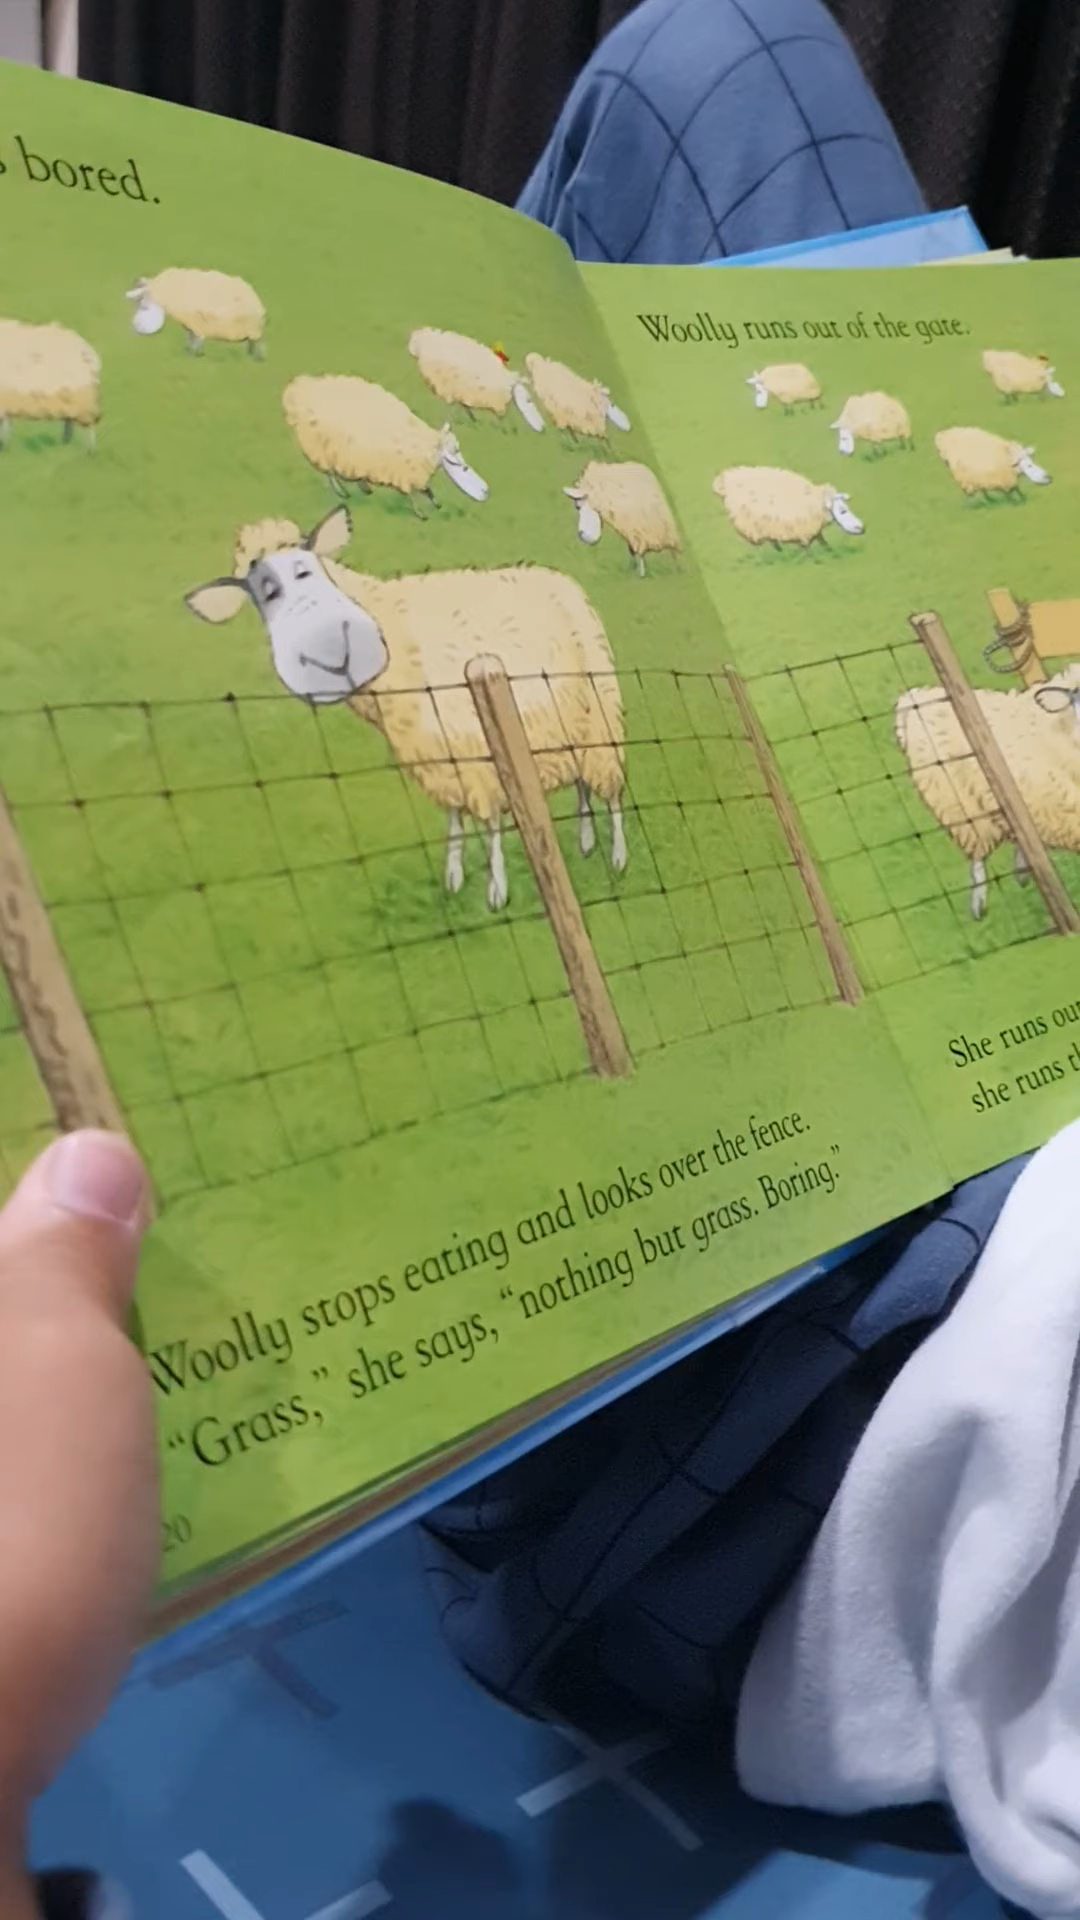 bored.
Woolly stops eating and looks over the fence.
“Grass,” she says, “nothing but grass. Boring.”
20
Woolly runs out of the gate.
She runs
she runs